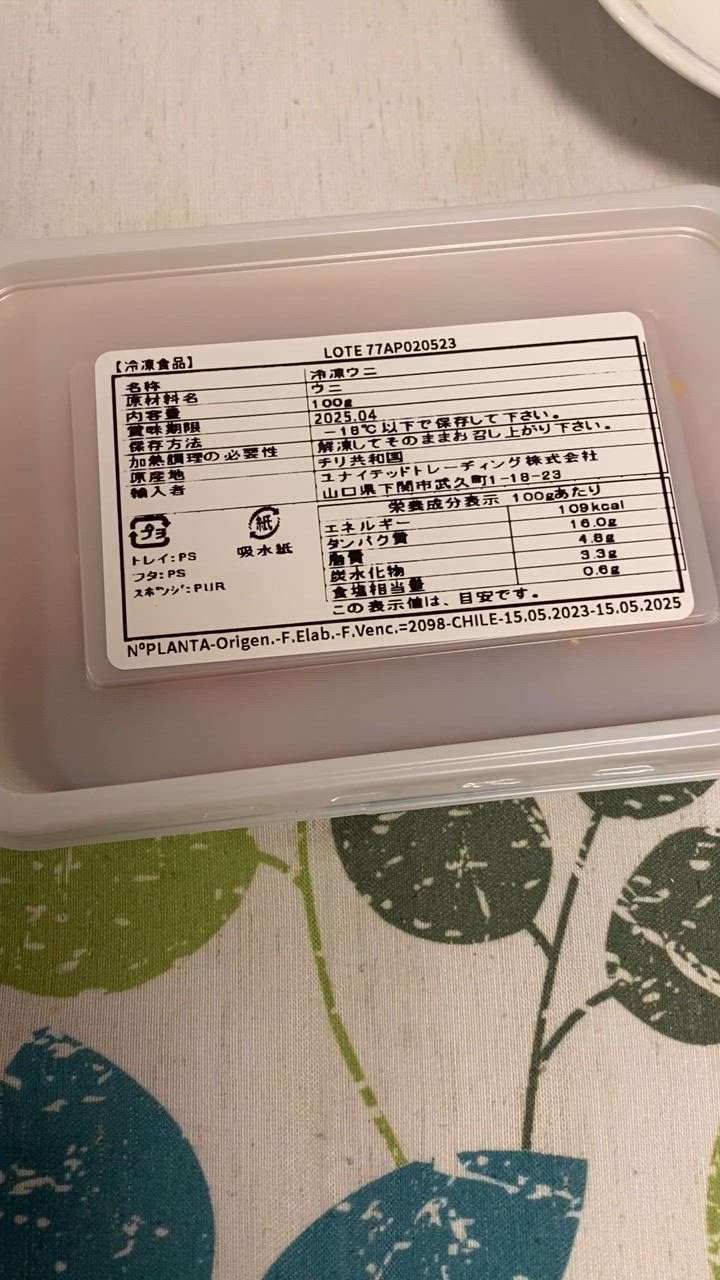 【冷凍食品】 LOTE 77AP020523
名称 冷凍ウニ
原材料名 ウニ
内容量 100g
賞味期限 2025.04
保存方法 -18℃以下で保存して下さい。
加熱調理の必要性 解凍してそのままお召し上がり下さい。
原産地 チリ共和国
輸入者 ユナイテッドトレーディング株式会社
山口県下関市武久町1-18-23
栄養成分表示 100gあたり
エネルギー 109kcal
タンパク質 16.0g
脂質 4.8g
炭水化物 3.3g
食塩相当量 0.6g
この表示値は、目安です。
プラ
トレイ:PS
フタ:PS
スポンジ:PUR
紙
吸水紙
NºPLANTA-Origen.-F.Elab.-F.Venc.=2098-CHILE-15.05.2023-15.05.2025